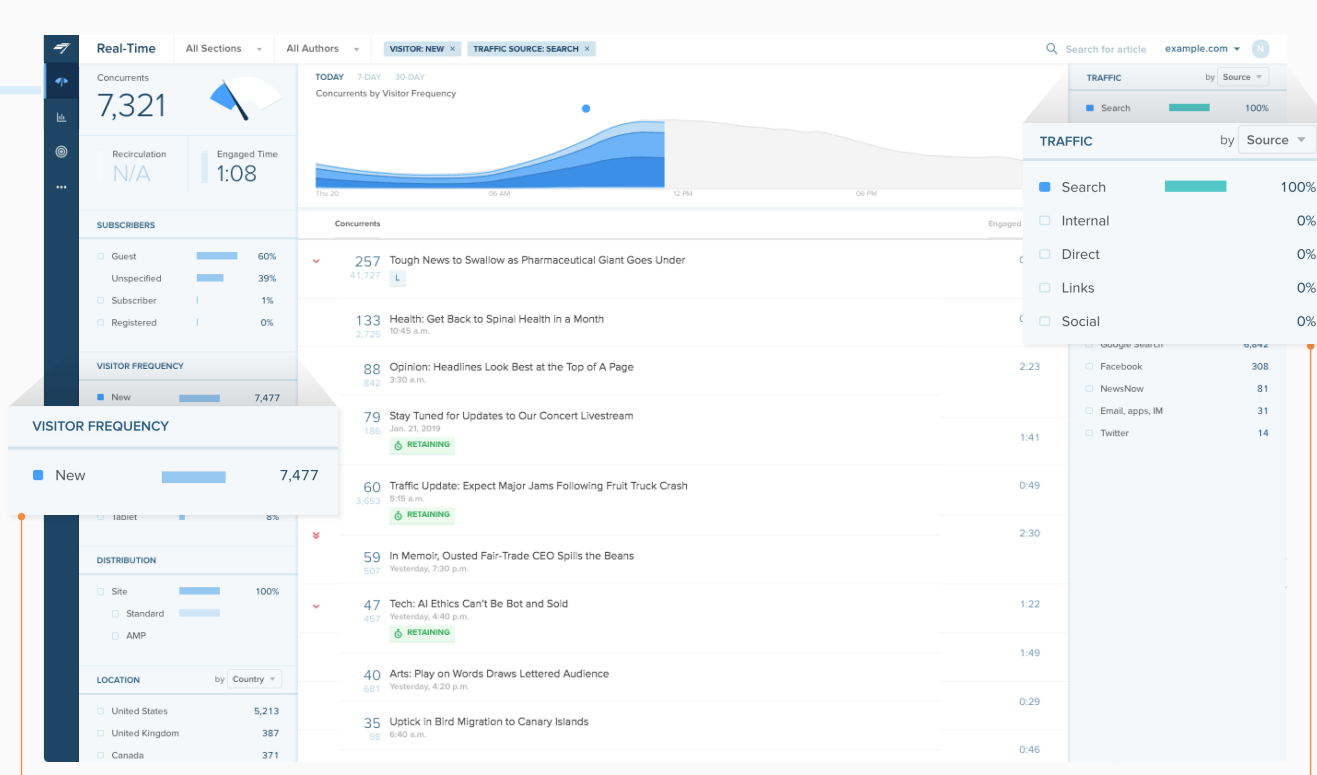 Real-Time
All Sections
All Authors
VISITOR: NEW ×
TRAFFIC SOURCE: SEARCH ×
Search for article
example.com
N
Concurrents
7,321
Recirculation
N/A
Engaged Time
1:08
SUBSCRIBERS
Guest 60%
Unspecified 39%
Subscriber 1%
Registered 0%
VISITOR FREQUENCY
New 7,477
VISITOR FREQUENCY
New 7,477
Tablet 8%
DISTRIBUTION
Site 100%
Standard
AMP
LOCATION by Country
United States 5,213
United Kingdom 387
Canada 371
TODAY 7-DAY 30-DAY
Concurrents by Visitor Frequency
Thu 20 06 AM 12 PM 06 PM
Concurrents Engaged
257 Tough News to Swallow as Pharmaceutical Giant Goes Under
41,727 L
133 Health: Get Back to Spinal Health in a Month
2,725 10:45 a.m.
88 Opinion: Headlines Look Best at the Top of A Page 2:23
842 3:30 a.m.
79 Stay Tuned for Updates to Our Concert Livestream
186 Jan. 21, 2019
RETAINING 1:41
60 Traffic Update: Expect Major Jams Following Fruit Truck Crash 0:49
3,653 5:15 a.m.
RETAINING
2:30
59 In Memoir, Ousted Fair-Trade CEO Spills the Beans
507 Yesterday, 7:30 p.m.
47 Tech: AI Ethics Can't Be Bot and Sold 1:22
457 Yesterday, 4:40 p.m.
RETAINING
1:49
40 Arts: Play on Words Draws Lettered Audience
681 Yesterday, 4:20 p.m.
0:29
35 Uptick in Bird Migration to Canary Islands
98 6:40 a.m.
0:46
TRAFFIC by Source
Search 100%
TRAFFIC by Source
Search 100%
Internal 0%
Direct 0%
Links 0%
Social 0%
Google Search 6,842
Facebook 308
NewsNow 81
Email, apps, IM 31
Twitter 14